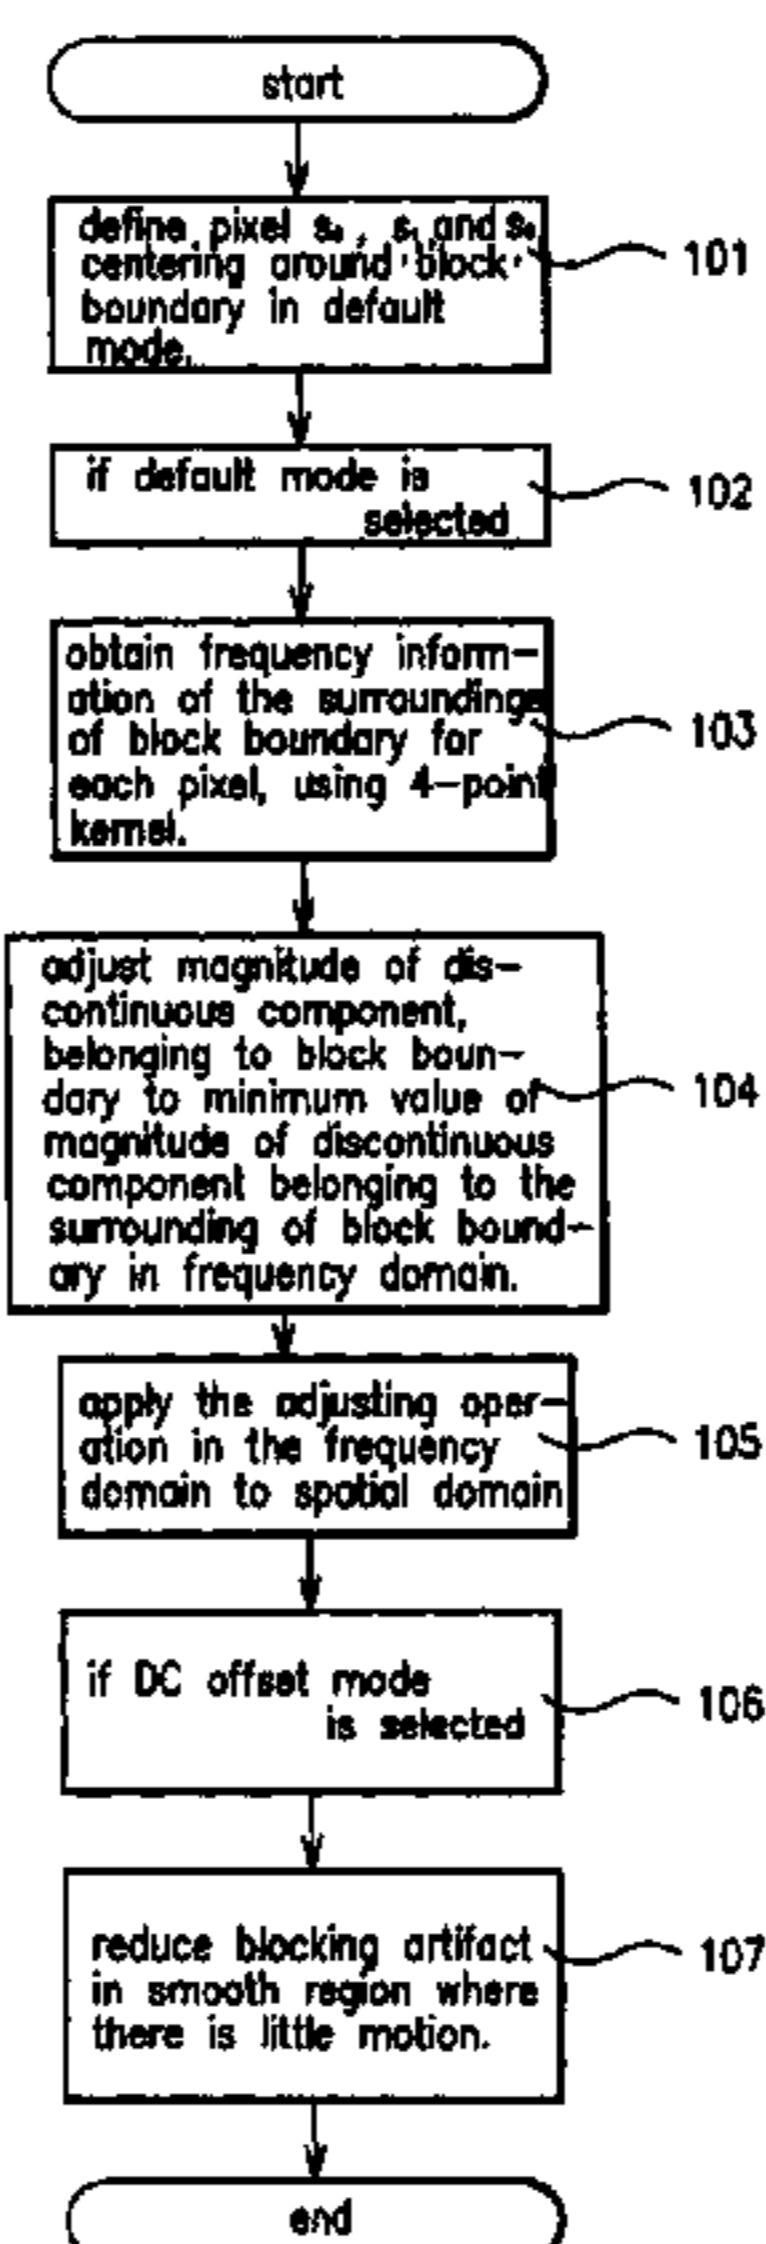 start
define pixel s₀, s₁ and s₂
centering around block
boundary in default
mode.
101
if default mode is
selected
102
obtain frequency inform-
ation of the surroundings
of block boundary for
each pixel, using 4-point
kernel.
103
adjust magnitude of dis-
continuous component,
belonging to block boun-
dary to minimum value of
magnitude of discontinuous
component belonging to the
surrounding of block bound-
ary in frequency domain.
104
apply the adjusting oper-
ation in the frequency
domain to spatial domain
105
if DC offset mode
is selected
106
reduce blocking artifact
in smooth region where
there is little motion.
107
end